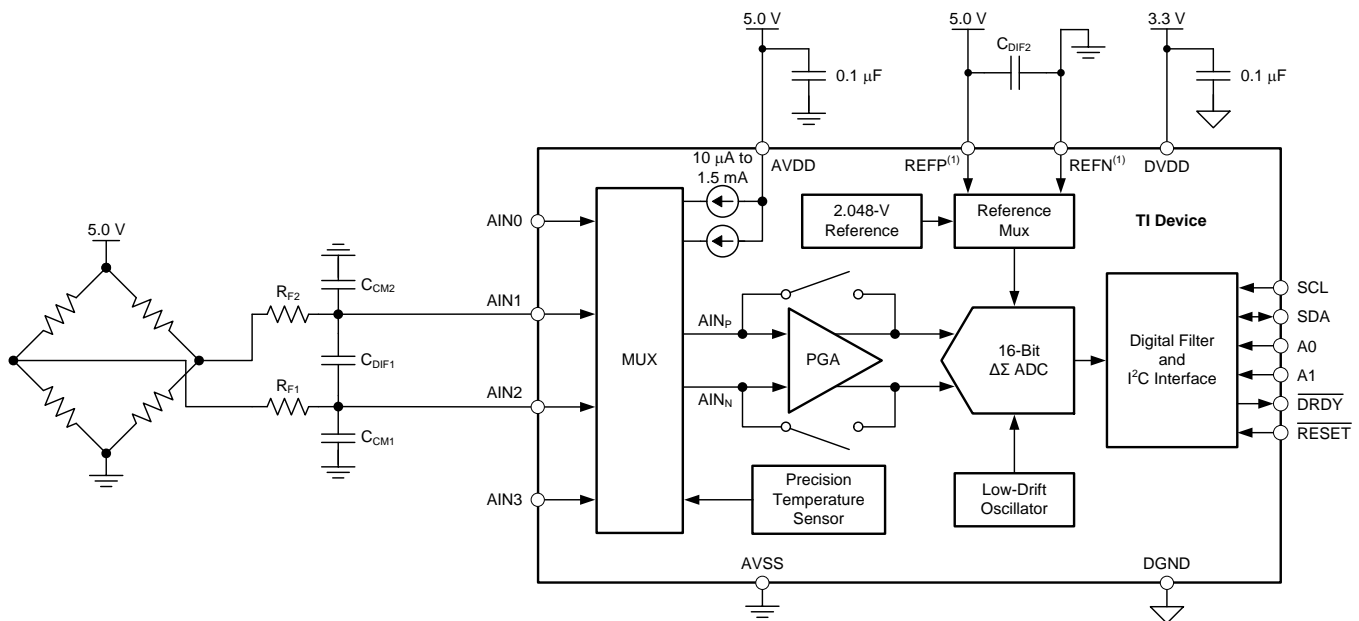 5.0 V
5.0 V
3.3 V
C_DIF2
0.1 μF
0.1 μF
10 μA to
1.5 mA
AVDD
REFP(1)
REFN(1)
DVDD
AIN0
2.048-V
Reference
Reference
Mux
TI Device
5.0 V
C_CM2
R_F2
AIN1
SCL
SDA
A0
A1
DRDY
RESET
AIN_P
MUX
PGA
16-Bit
ΔΣ ADC
Digital Filter
and
I²C Interface
C_DIF1
R_F1
AIN2
AIN_N
C_CM1
AIN3
Precision
Temperature
Sensor
Low-Drift
Oscillator
AVSS
DGND